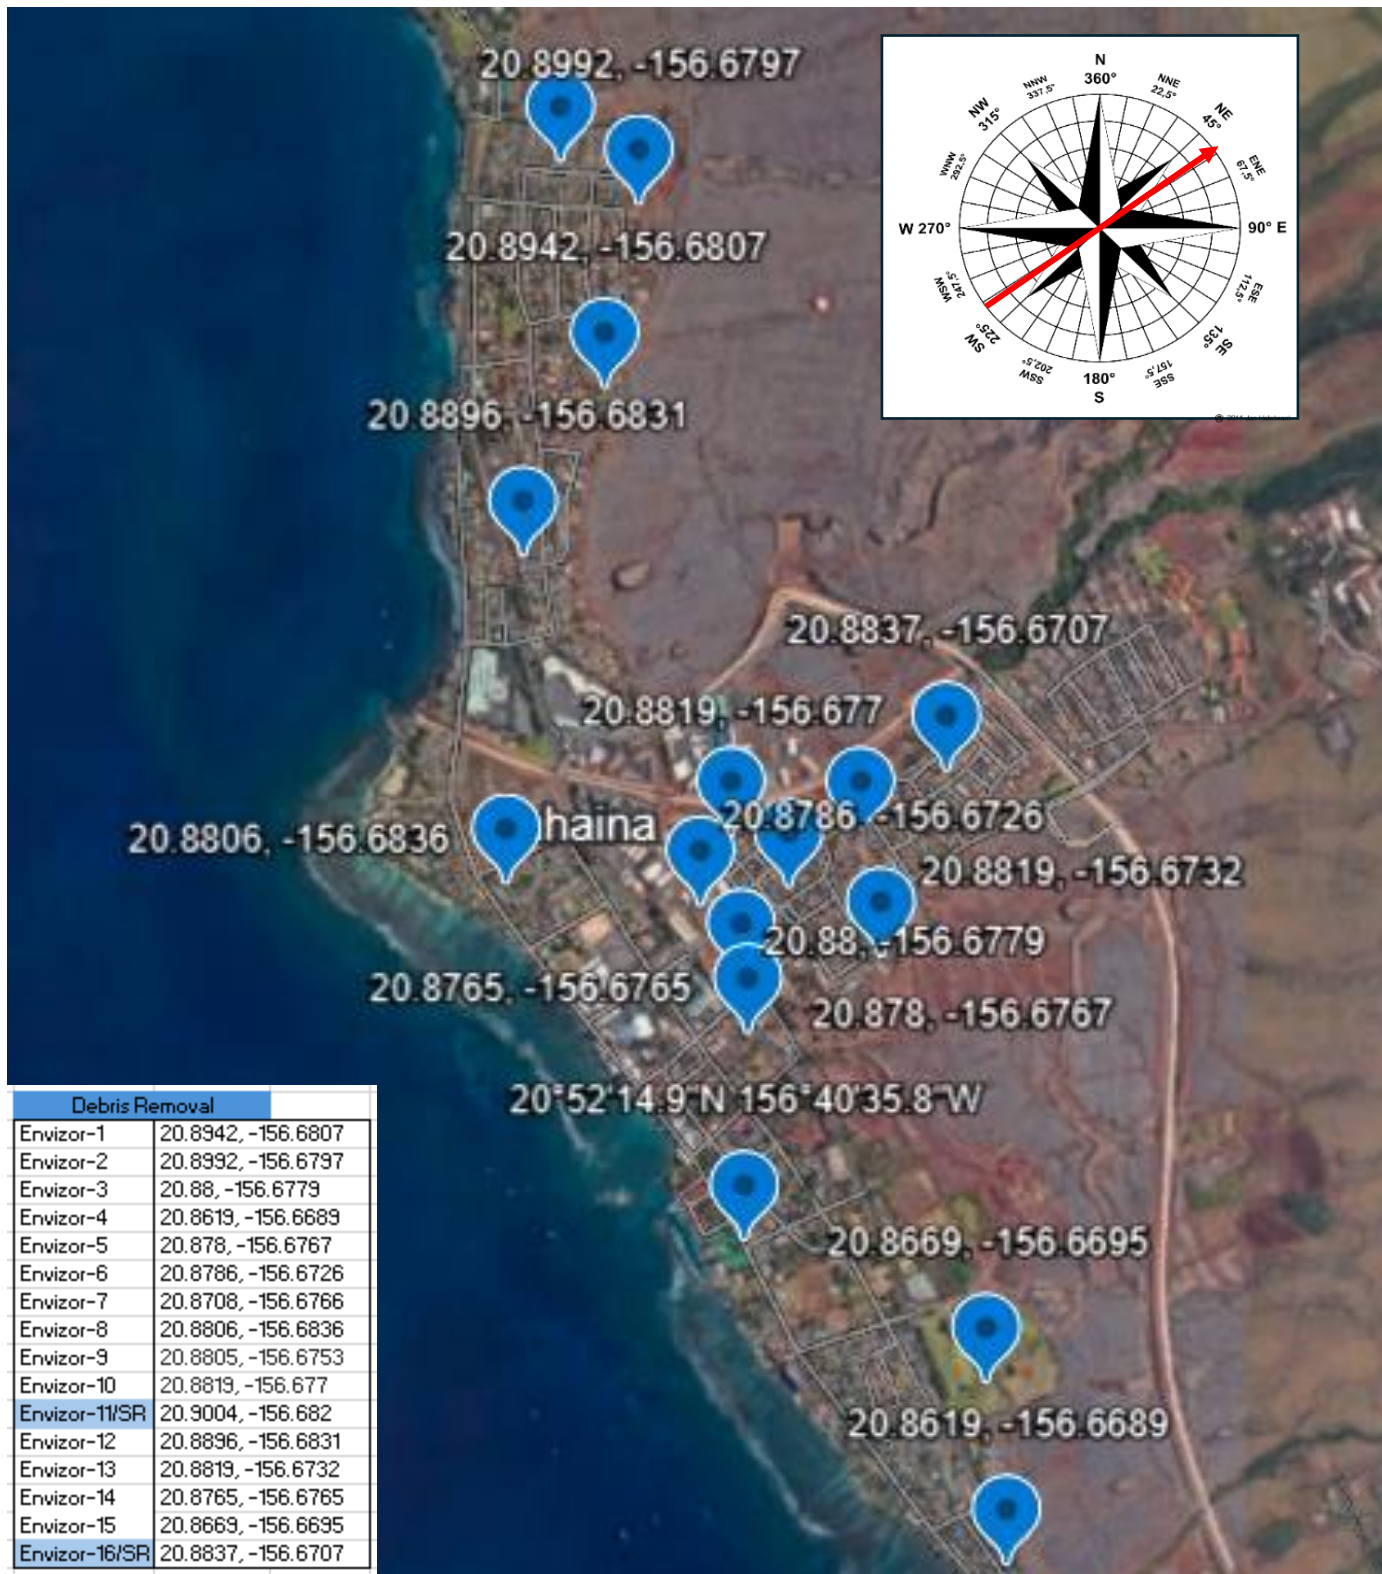 20.8992, -156.6797
20.8942, -156.6807
20.8896, -156.6831
N
360°
NNW
337,5°
NNE
22,5°
NW
315°
NE
45°
WNW
292,5°
ENE
67,5°
W 270°
90° E
WSW
247,5°
ESE
112,5°
SW
225°
SE
135°
SSW
202,5°
SSE
157,5°
180°
S
20.8837, -156.6707
20.8819, -156.677
20.8806, -156.6836
haina
20.8786, -156.6726
20.8819, -156.6732
20.88, -156.6779
20.8765, -156.6765
20.878, -156.6767
20°52'14.9"N 156°40'35.8"W
20.8669, -156.6695
20.8619, -156.6689
Debris Removal
Envizor-1 20.8942, -156.6807
Envizor-2 20.8992, -156.6797
Envizor-3 20.88, -156.6779
Envizor-4 20.8619, -156.6689
Envizor-5 20.878, -156.6767
Envizor-6 20.8786, -156.6726
Envizor-7 20.8708, -156.6766
Envizor-8 20.8806, -156.6836
Envizor-9 20.8805, -156.6753
Envizor-10 20.8819, -156.677
Envizor-11/SR 20.9004, -156.682
Envizor-12 20.8896, -156.6831
Envizor-13 20.8819, -156.6732
Envizor-14 20.8765, -156.6765
Envizor-15 20.8669, -156.6695
Envizor-16/SR 20.8837, -156.6707